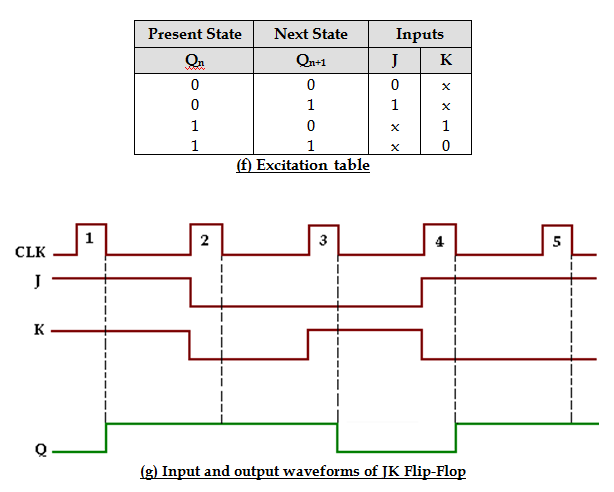 Present State Next State Inputs
Qn Qn+1 J K
0 0 0 x
0 1 1 x
1 0 x 1
1 1 x 0
(f) Excitation table
1 2 3 4 5
CLK
J
K
Q
(g) Input and output waveforms of JK Flip-Flop